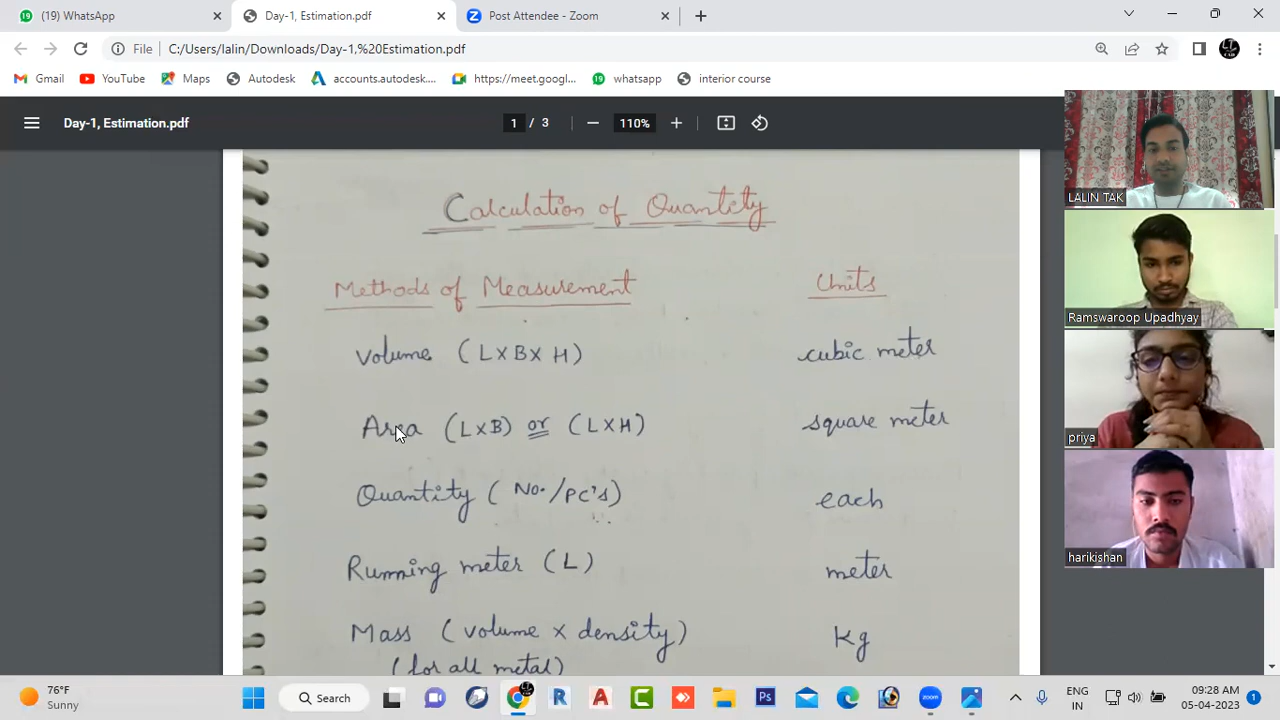 (19) WhatsApp
Day-1, Estimation.pdf
Post Attendee - Zoom
File
C:/Users/lalin/Downloads/Day-1,%20Estimation.pdf
Gmail
YouTube
Maps
Autodesk
accounts.autodesk....
https://meet.googl...
whatsapp
interior course
Day-1, Estimation.pdf
1 / 3
110%
Calculation of Quantity
Methods of Measurement
Units
Volume (L×B×H)
cubic meter
Area (L×B) or (L×H)
square meter
Quantity (No./PC's)
each
Running meter (L)
meter
Mass (volume × density)
Kg
(for all metal)
LALIN TAK
Ramswaroop Upadhyay
priya
harikishan
76°F
Sunny
Search
ENG
IN
09:28 AM
05-04-2023